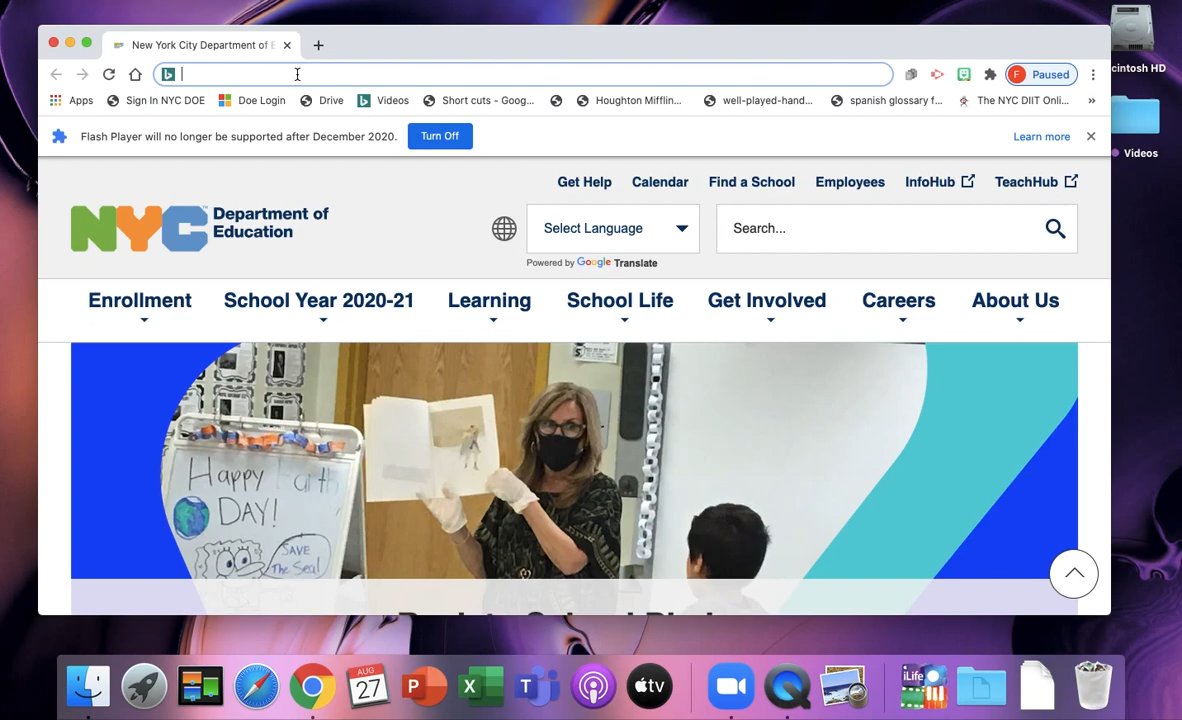 New York City Department of E
Paused
Apps
Sign In NYC DOE
Doe Login
Drive
Videos
Short cuts - Goog...
Houghton Mifflin...
well-played-hand...
spanish glossary f...
The NYC DIIT Onli...
»
Flash Player will no longer be supported after December 2020.
Turn Off
Learn more
Get Help
Calendar
Find a School
Employees
InfoHub
TeachHub
NYC
Department of
Education
Select Language
Search...
Powered by Google Translate
Enrollment
School Year 2020-21
Learning
School Life
Get Involved
Careers
About Us
Happy Earth
DAY!
SAVE
The Seal
cintosh HD
Videos
AUG
27
P
X
T
tv
iLife